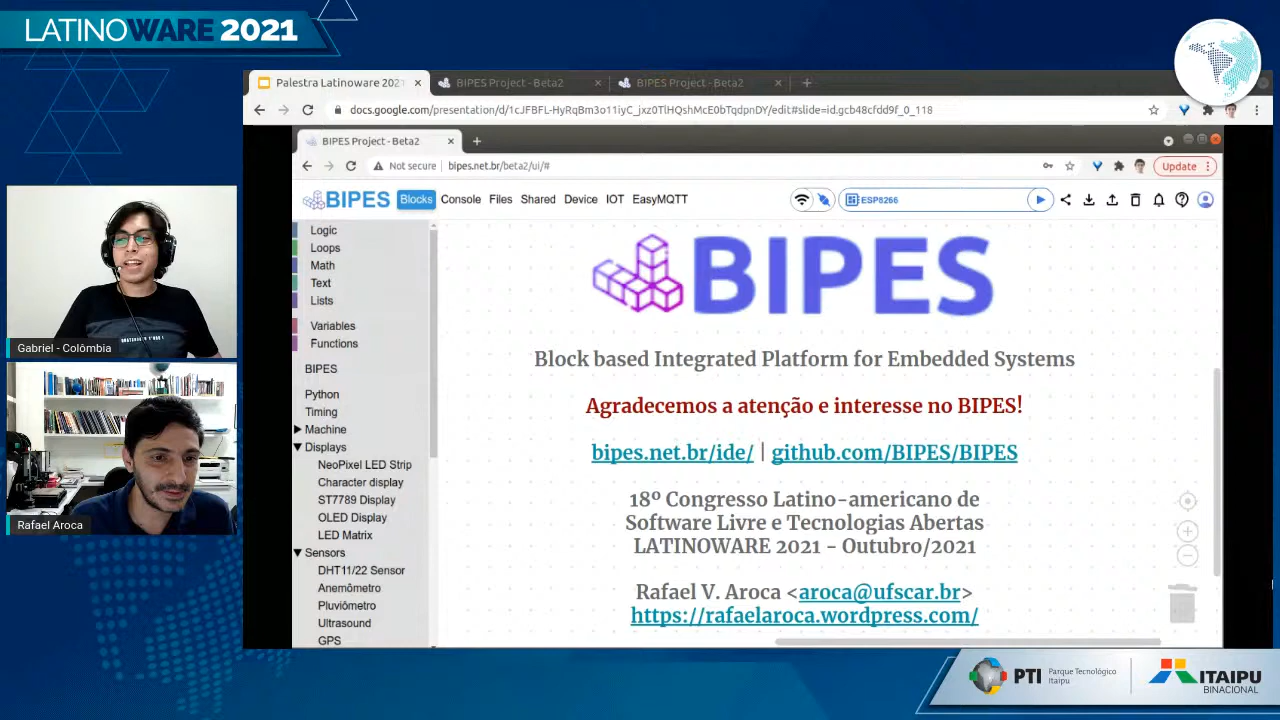 LATINOWARE 2021
Palestra Latinoware 2021
BIPES Project - Beta2
BIPES Project - Beta2
docs.google.com/presentation/d/1cJFBFL-HyRqBm3o11iyC_jxz0TlHQshMcE0bTqdpnDY/edit#slide=id.gcb48cfdd9f_0_118
BIPES Project - Beta2
Not secure
bipes.net.br/beta2/ui/#
Update
BIPES
Blocks
Console
Files
Shared
Device
IOT
EasyMQTT
ESP8266
Logic
Loops
Math
Text
Lists
Variables
Functions
BIPES
Python
Timing
Machine
Displays
NeoPixel LED Strip
Character display
ST7789 Display
OLED Display
LED Matrix
Sensors
DHT11/22 Sensor
Anemômetro
Pluviômetro
Ultrasound
GPS
BIPES
Block based Integrated Platform for Embedded Systems
Agradecemos a atenção e interesse no BIPES!
bipes.net.br/ide/ | github.com/BIPES/BIPES
18º Congresso Latino-americano de
Software Livre e Tecnologias Abertas
LATINOWARE 2021 - Outubro/2021
Rafael V. Aroca <aroca@ufscar.br>
https://rafaelaroca.wordpress.com/
Gabriel - Colômbia
Rafael Aroca
PTI
Parque Tecnológico
Itaipu
ITAIPU
BINACIONAL